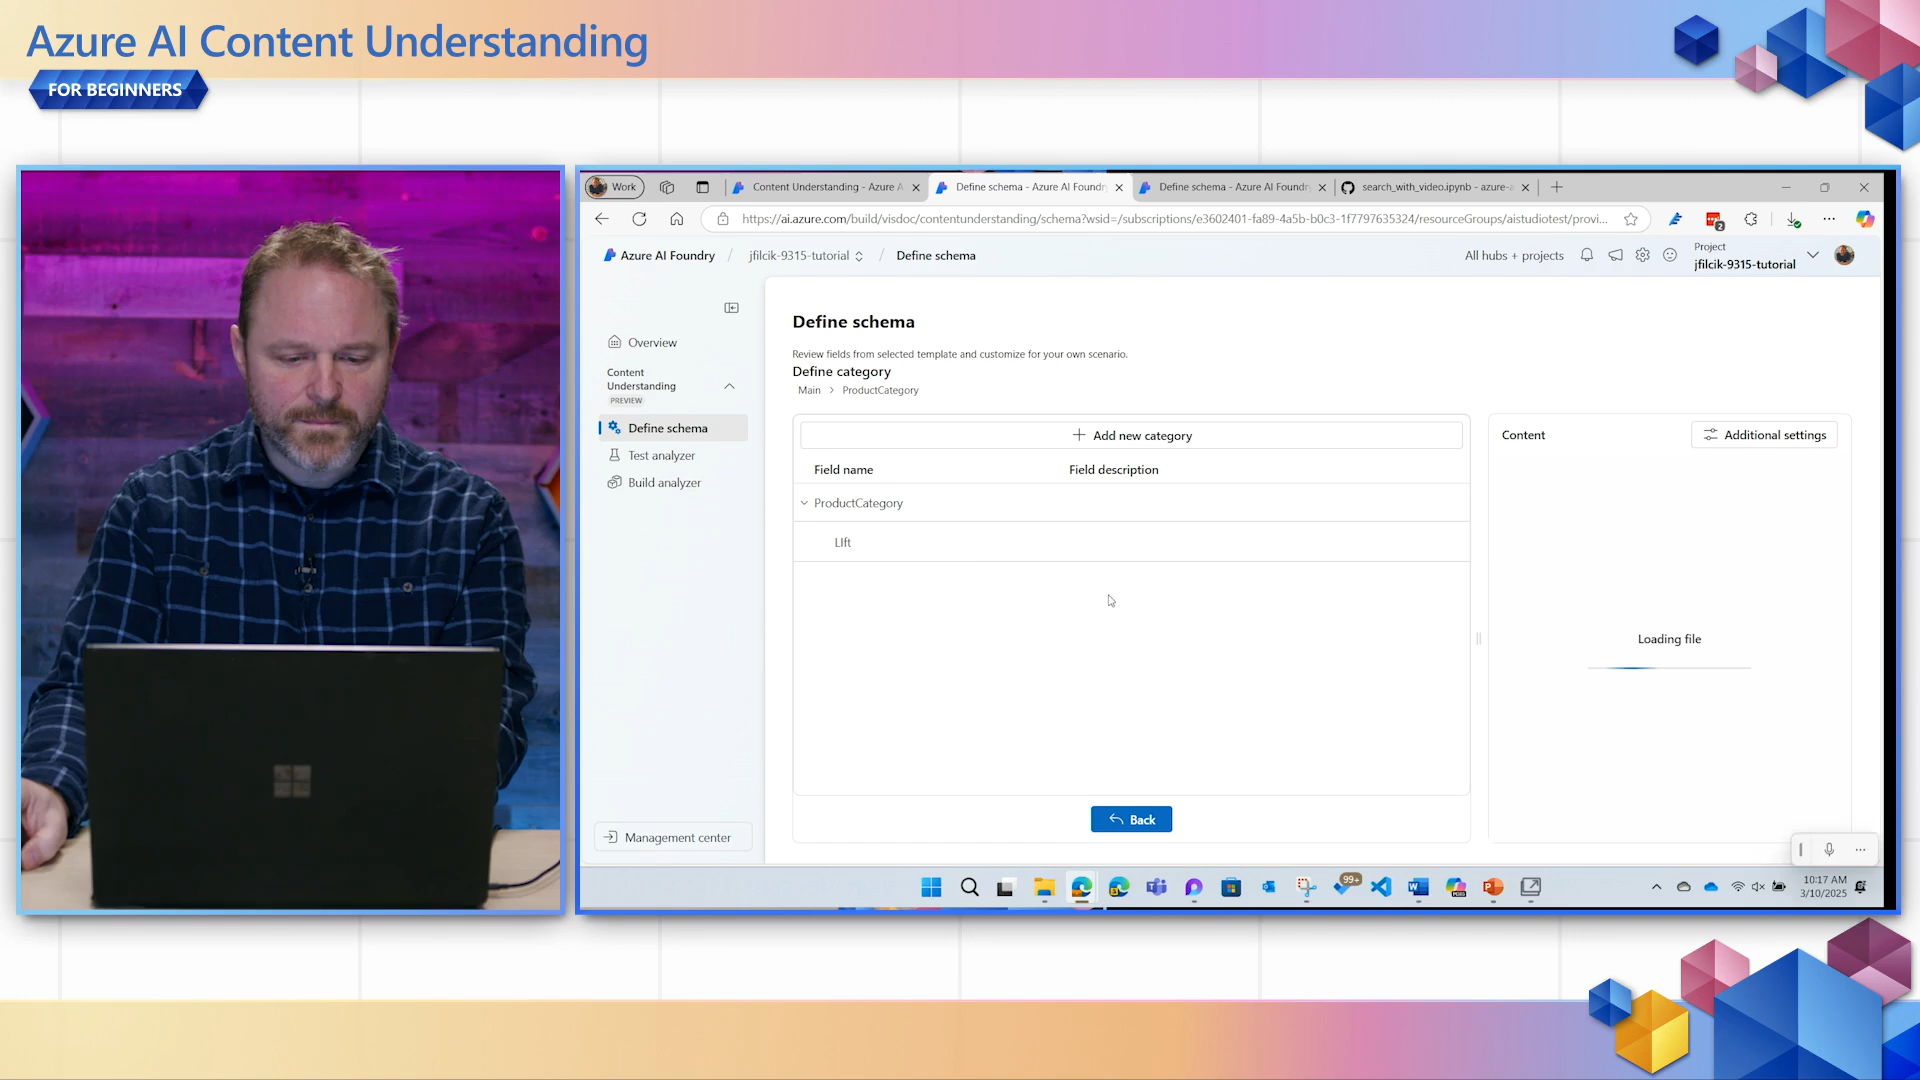 Azure AI Content Understanding
FOR BEGINNERS
Work
Content Understanding - Azure A
Define schema - Azure AI Foundr
Define schema - Azure AI Foundr
search_with_video.ipynb - azure-a
https://ai.azure.com/build/visdoc/contentunderstanding/schema?wsid=/subscriptions/e3602401-fa89-4a5b-b0c3-1f7797635324/resourceGroups/aistudiotest/provi...
2
Azure AI Foundry / jfilcik-9315-tutorial / Define schema
All hubs + projects
Project
jfilcik-9315-tutorial
Overview
Content
Understanding
PREVIEW
Define schema
Test analyzer
Build analyzer
Management center
Define schema
Review fields from selected template and customize for your own scenario.
Define category
Main > ProductCategory
Add new category
Field name Field description
ProductCategory
LIft
Back
Content
Additional settings
Loading file
99+
10:17 AM
3/10/2025